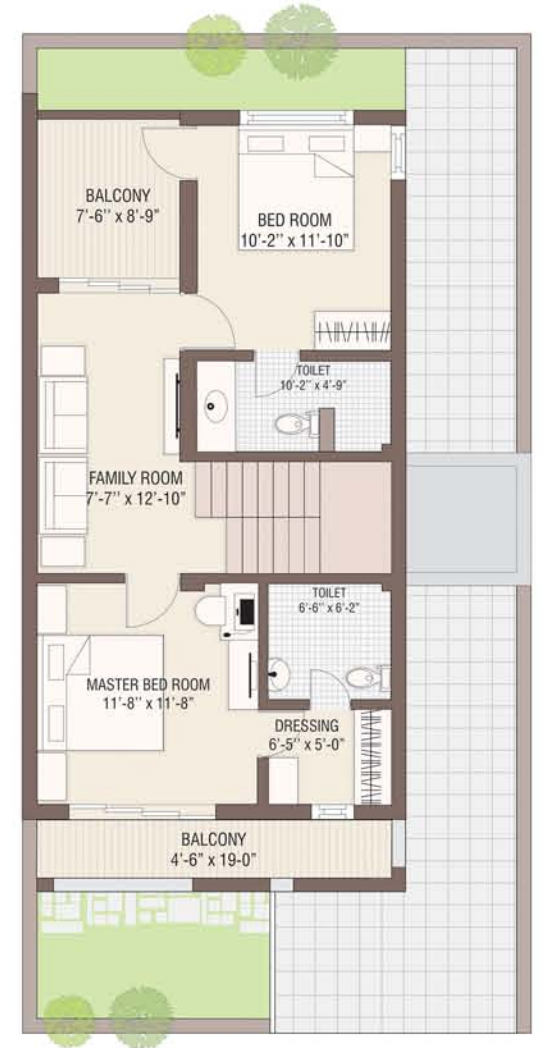 BALCONY
7'-6'' x 8'-9”
BED ROOM
10'-2'' x 11'-10”
TOILET
10'-2'' x 4'-9”
FAMILY ROOM
7'-7'' x 12'-10”
TOILET
6'-6'' x 6'-2”
MASTER BED ROOM
11'-8'' x 11'-8”
DRESSING
6'-5'' x 5'-0”
BALCONY
4'-6” x 19-0”